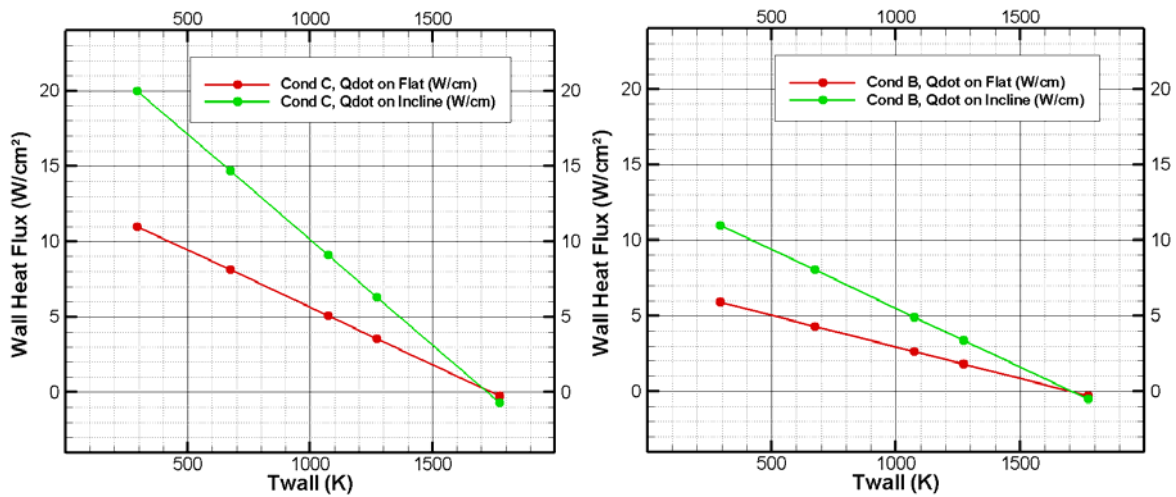 500 1000 1500
Cond C, Qdot on Flat (W/cm)
Cond C, Qdot on Incline (W/cm)
20 20
15 15
10 10
5 5
0 0
Wall Heat Flux (W/cm²)
500 1000 1500
Twall (K)
500 1000 1500
Cond B, Qdot on Flat (W/cm)
Cond B, Qdot on Incline (W/cm)
20 20
15 15
10 10
5 5
0 0
Wall Heat Flux (W/cm²)
500 1000 1500
Twall (K)